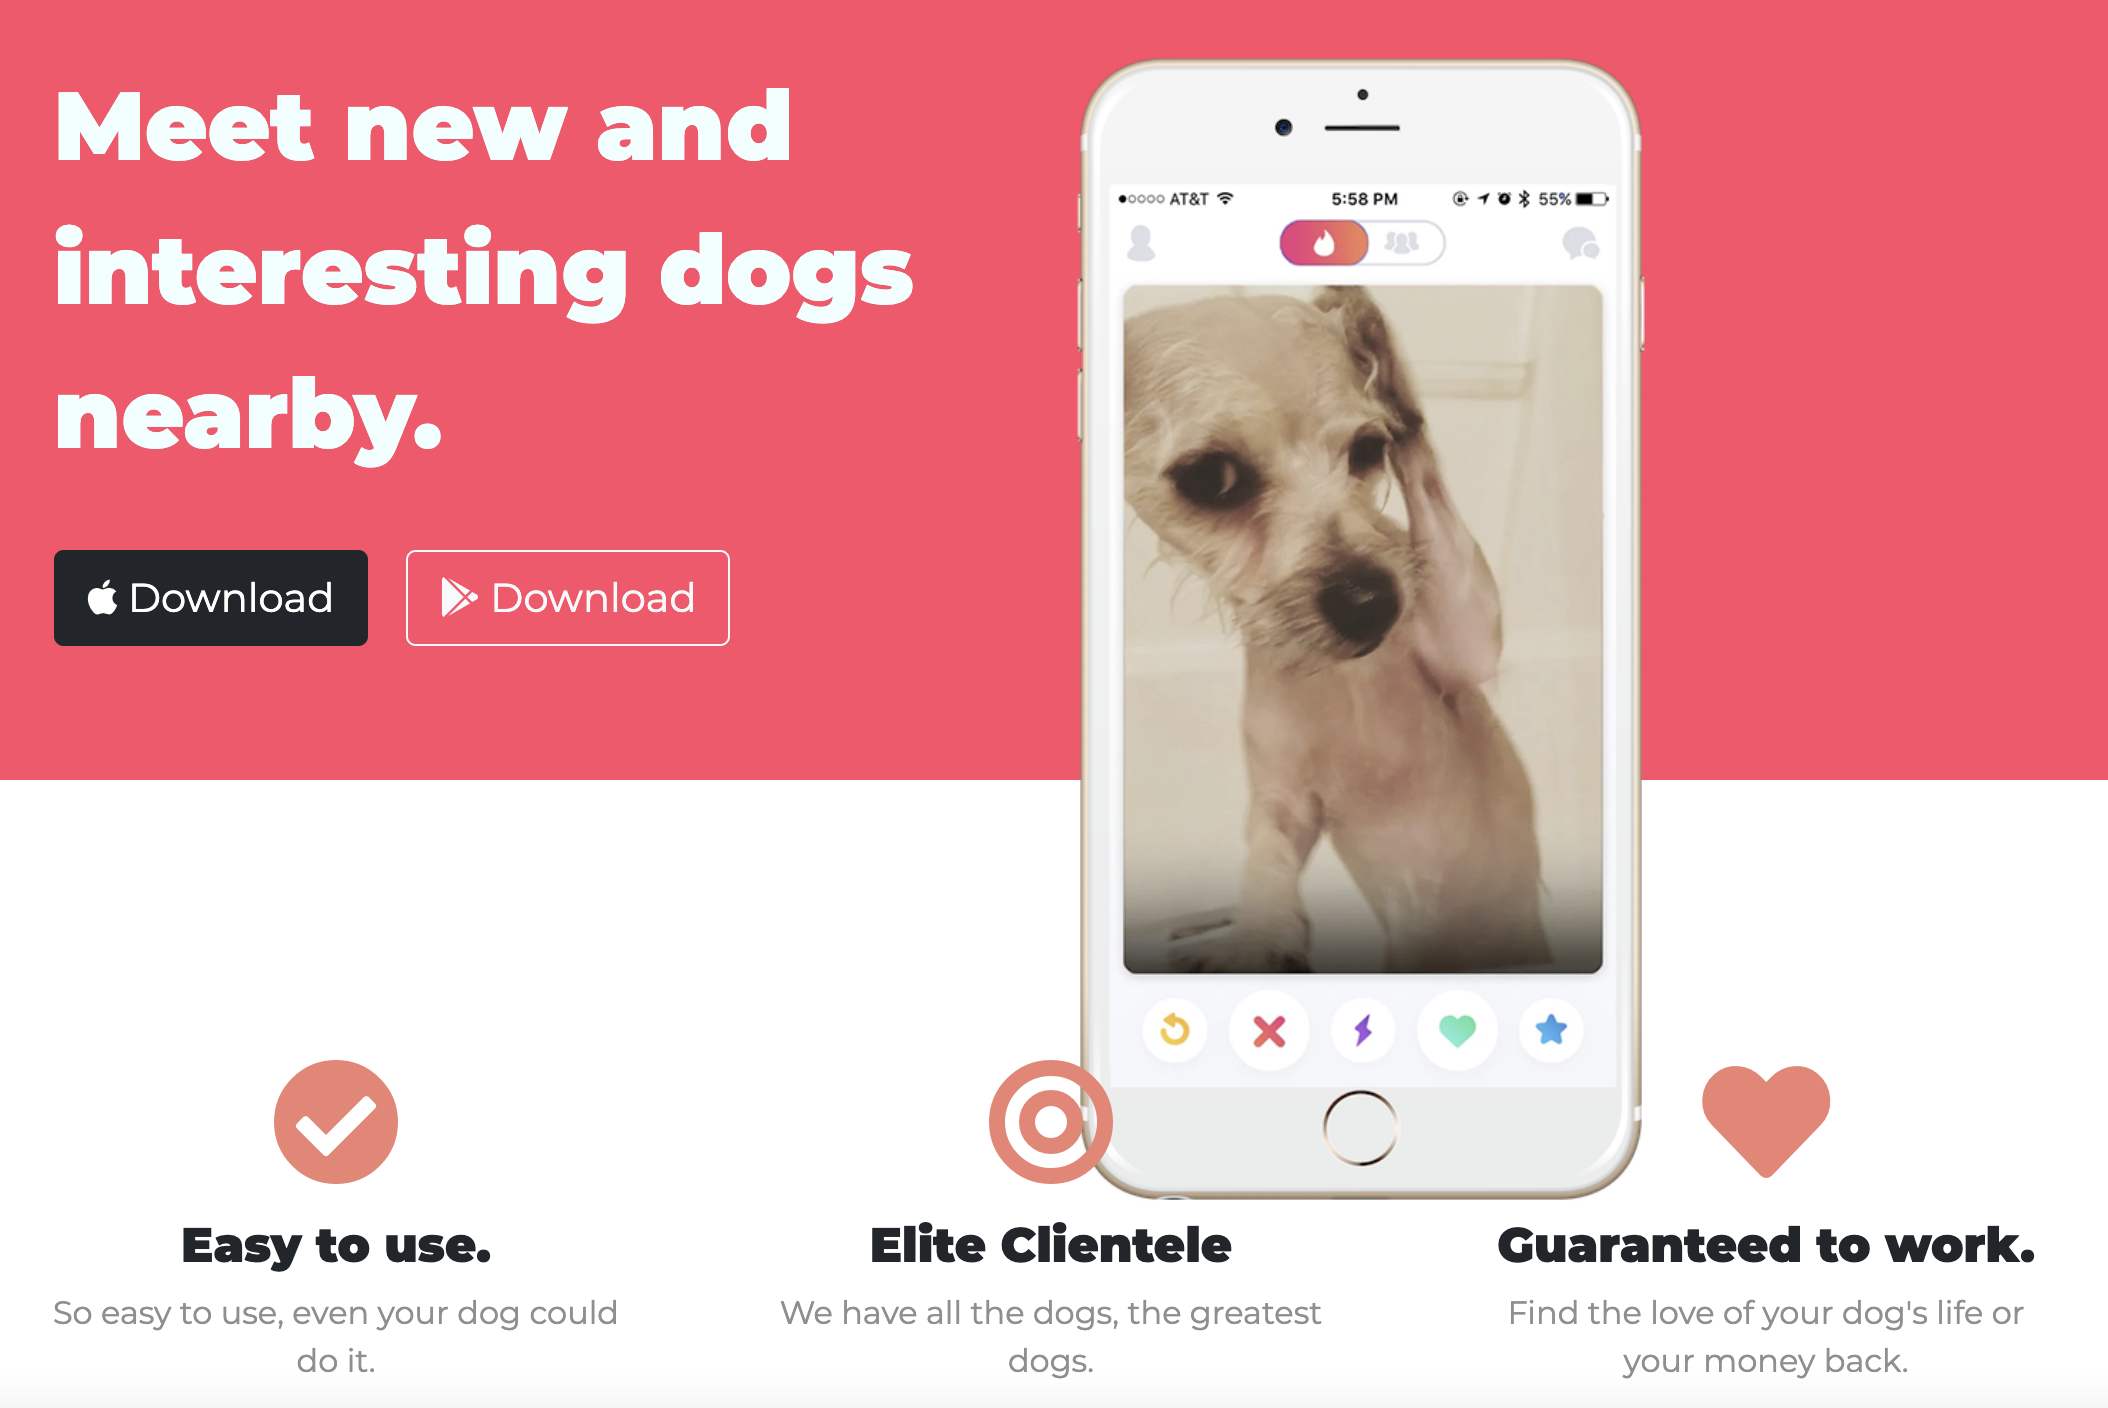 Meet new and
interesting dogs
nearby.
Download
Download
AT&T 5:58 PM 55%
Easy to use.
So easy to use, even your dog could
do it.
Elite Clientele
We have all the dogs, the greatest
dogs.
Guaranteed to work.
Find the love of your dog's life or
your money back.